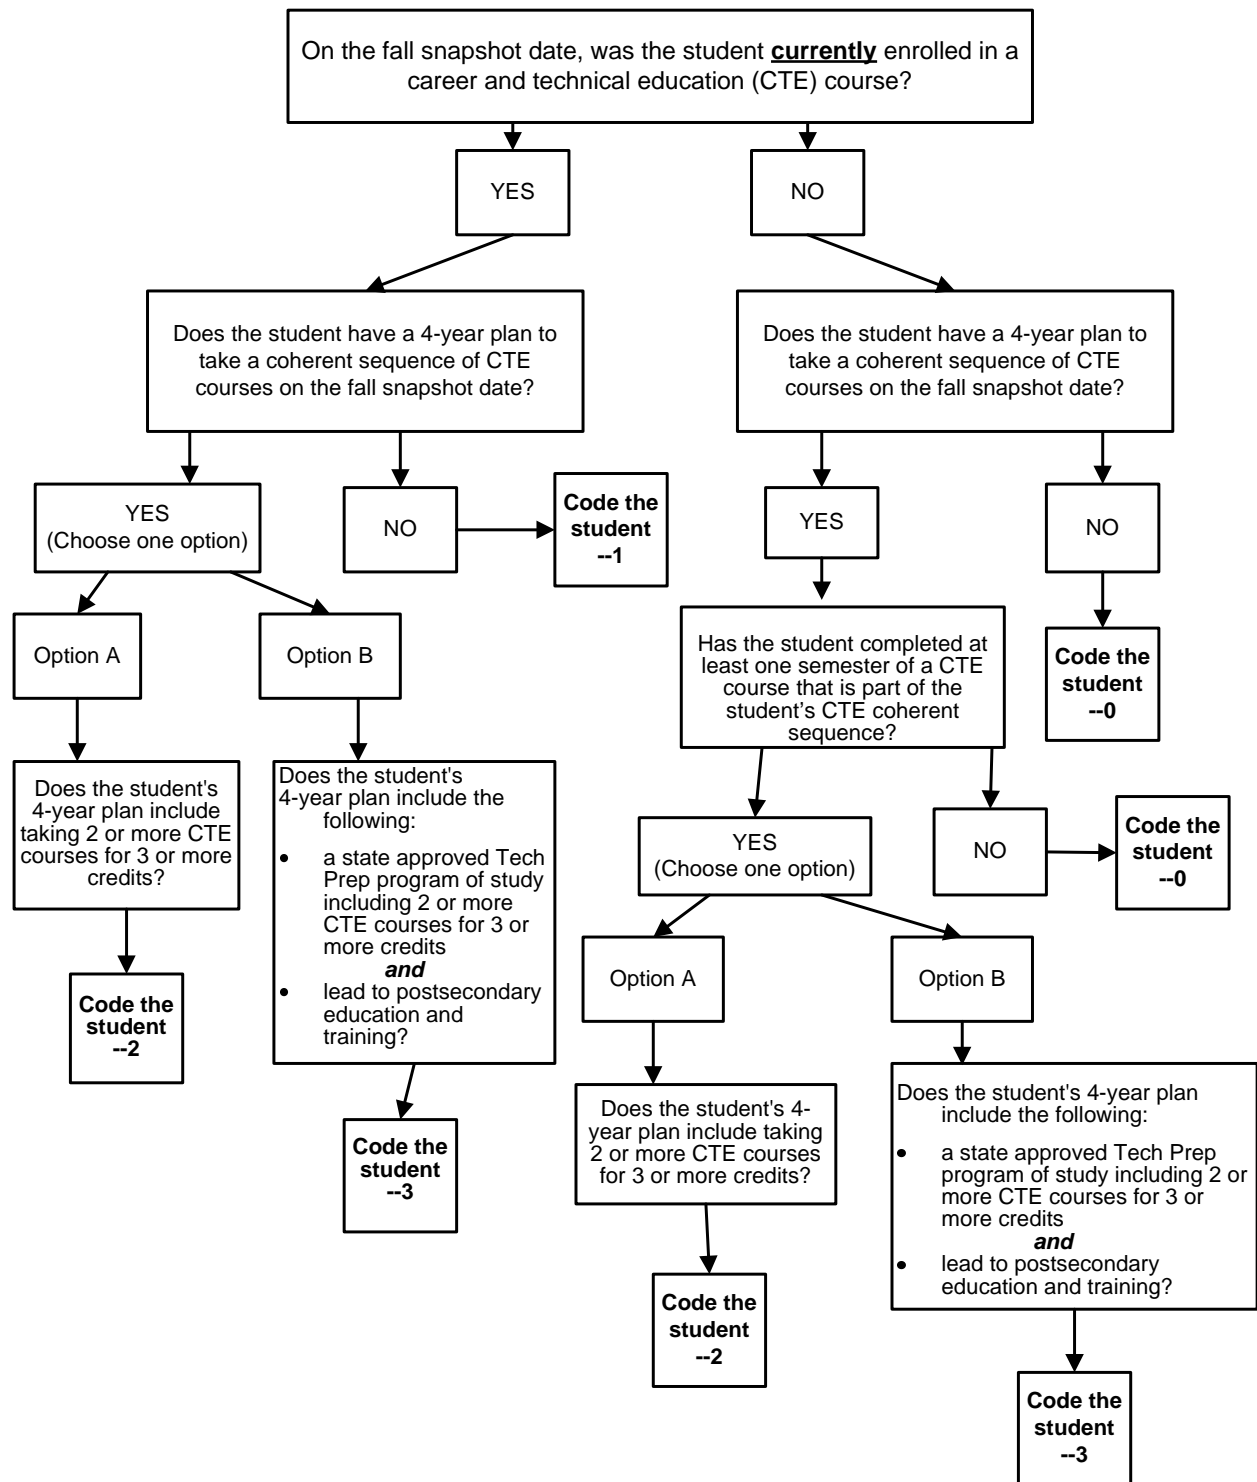 On the fall snapshot date, was the student currently enrolled in a
career and technical education (CTE) course?
YES
NO
Does the student have a 4-year plan to
take a coherent sequence of CTE
courses on the fall snapshot date?
Does the student have a 4-year plan to
take a coherent sequence of CTE
courses on the fall snapshot date?
YES
(Choose one option)
NO
Code the
student
--1
YES
NO
Option A
Option B
Has the student completed at
least one semester of a CTE
course that is part of the
student’s CTE coherent
sequence?
Code the
student
--0
Does the student's
4-year plan include
taking 2 or more CTE
courses for 3 or more
credits?
Does the student's
4-year plan include the
following:
• a state approved Tech
Prep program of study
including 2 or more
CTE courses for 3 or
more credits
and
• lead to postsecondary
education and
training?
YES
(Choose one option)
NO
Code the
student
--0
Code the
student
--2
Option A
Option B
Code the
student
--3
Does the student's 4-
year plan include taking
2 or more CTE courses
for 3 or more credits?
Does the student's 4-year plan
include the following:
• a state approved Tech Prep
program of study including 2 or
more CTE courses for 3 or
more credits
and
• lead to postsecondary
education and training?
Code the
student
--2
Code the
student
--3